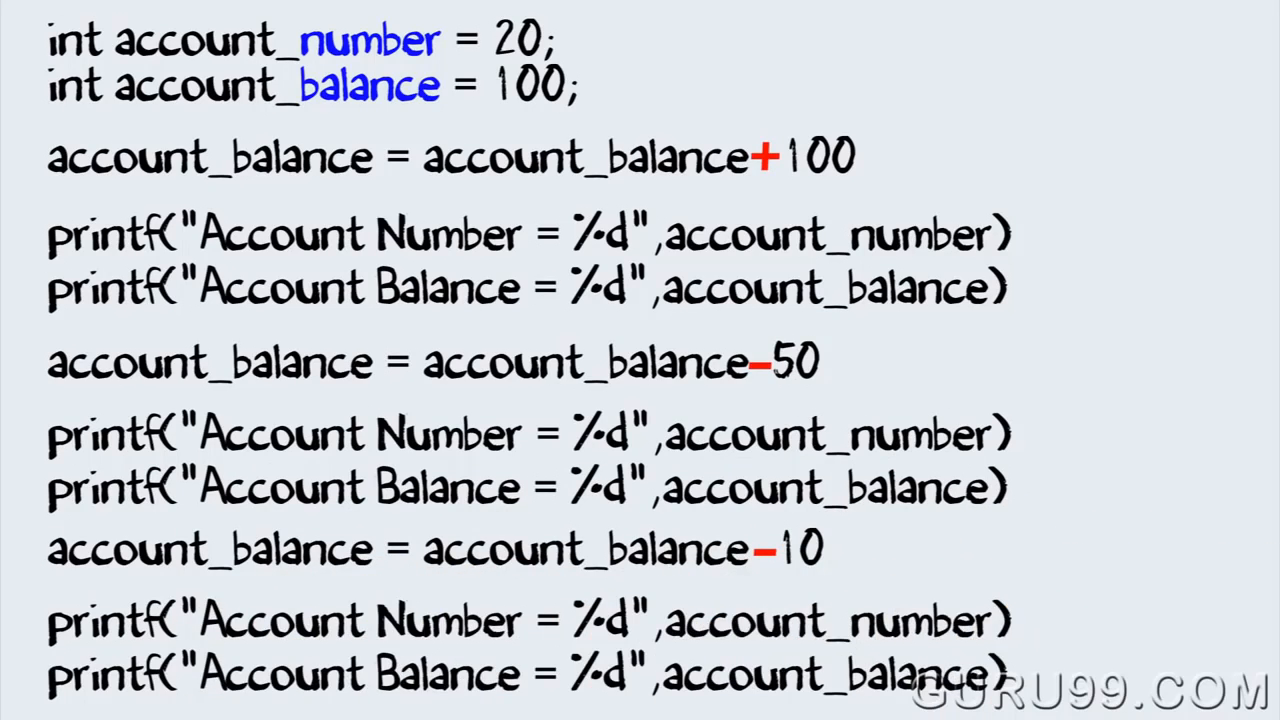 int account_number = 20;
int account_balance = 100;
account_balance = account_balance+100
printf("Account Number = %d",account_number)
printf("Account Balance = %d",account_balance)
account_balance = account_balance-50
printf("Account Number = %d",account_number)
printf("Account Balance = %d",account_balance)
account_balance = account_balance-10
printf("Account Number = %d",account_number)
printf("Account Balance = %d",account_balance)
GURU99.COM